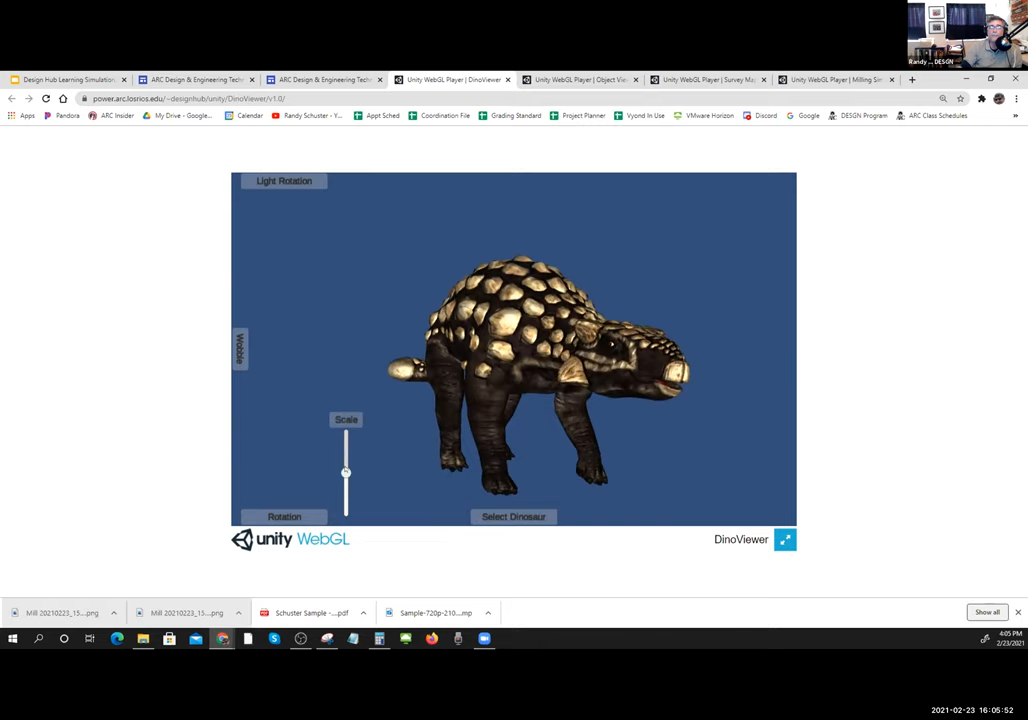 Randy ... DESGN
Design Hub Learning Simulation
ARC Design & Engineering Techn
ARC Design & Engineering Techn
Unity WebGL Player | DinoViewer
Unity WebGL Player | Object View
Unity WebGL Player | Survey Ma
Unity WebGL Player | Milling Sim
power.arc.losrios.edu/~designhub/unity/DinoViewer/v1.0/
Apps Pandora ARC Insider My Drive - Google... Calendar Randy Schuster - Y... Appt Sched Coordination File Grading Standard Project Planner Vyond In Use VMware Horizon Discord Google DESGN Program ARC Class Schedules
Light Rotation
Wobble
Scale
Rotation
Select Dinosaur
unity WebGL
DinoViewer
Mill 20210223_15....png
Mill 20210223_15....png
Schuster Sample -....pdf
Sample-720p-210....mp
Show all
4:05 PM
2/23/2021
2021-02-23 16:05:52